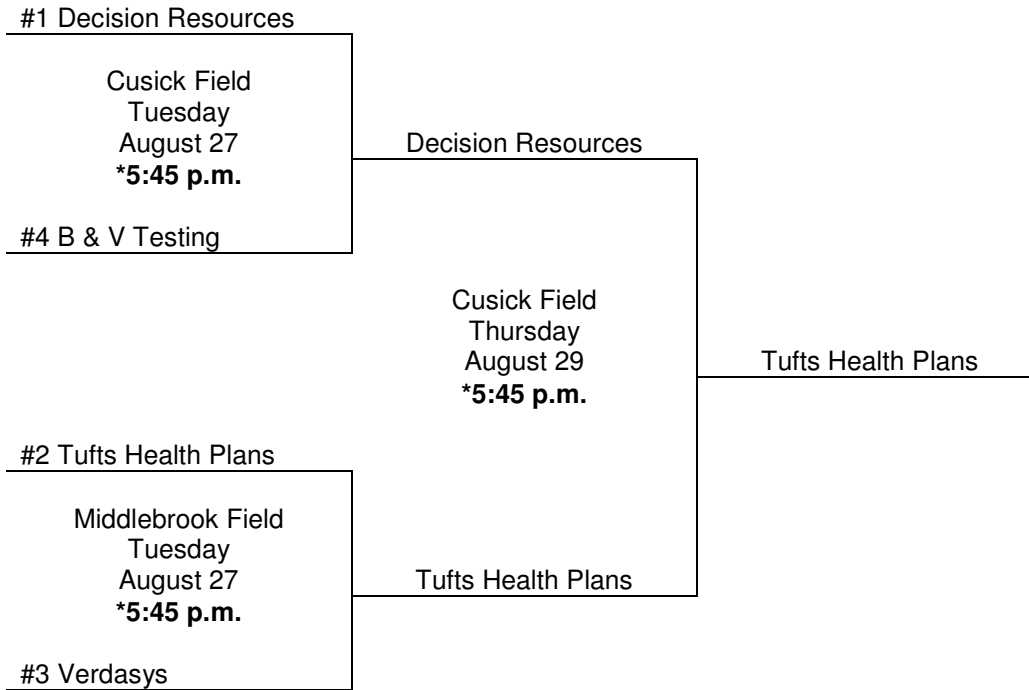 #1 Decision Resources
Cusick Field
Tuesday
August 27
*5:45 p.m.
#4 B & V Testing
Decision Resources
Cusick Field
Thursday
August 29
*5:45 p.m.
Tufts Health Plans
#2 Tufts Health Plans
Middlebrook Field
Tuesday
August 27
*5:45 p.m.
#3 Verdasys
Tufts Health Plans